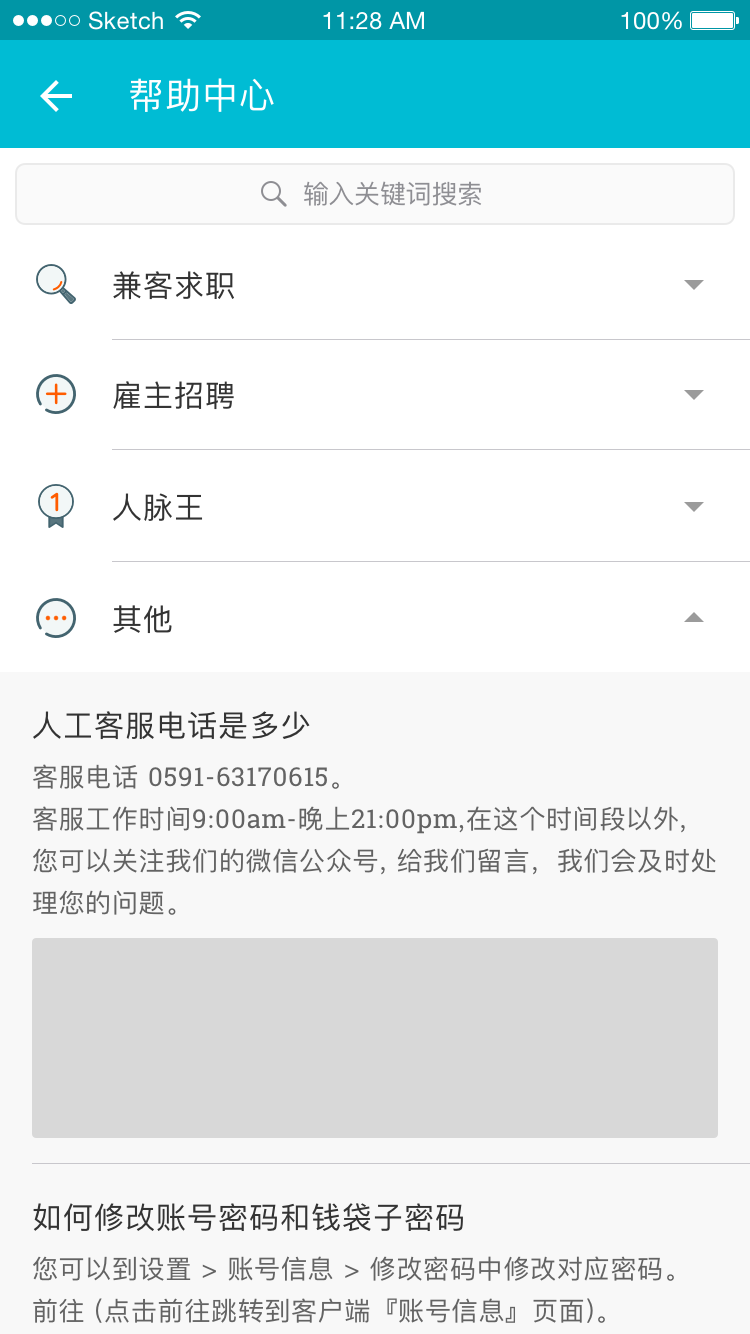 Sketch 11:28 AM 100%
帮助中心
输入关键词搜索
兼客求职
雇主招聘
1 人脉王
其他
人工客服电话是多少
客服电话 0591-63170615。
客服工作时间9:00am-晚上21:00pm,在这个时间段以外,
您可以关注我们的微信公众号, 给我们留言，我们会及时处
理您的问题。
如何修改账号密码和钱袋子密码
您可以到设置 > 账号信息 > 修改密码中修改对应密码。
前往 (点击前往跳转到客户端『账号信息』页面)。